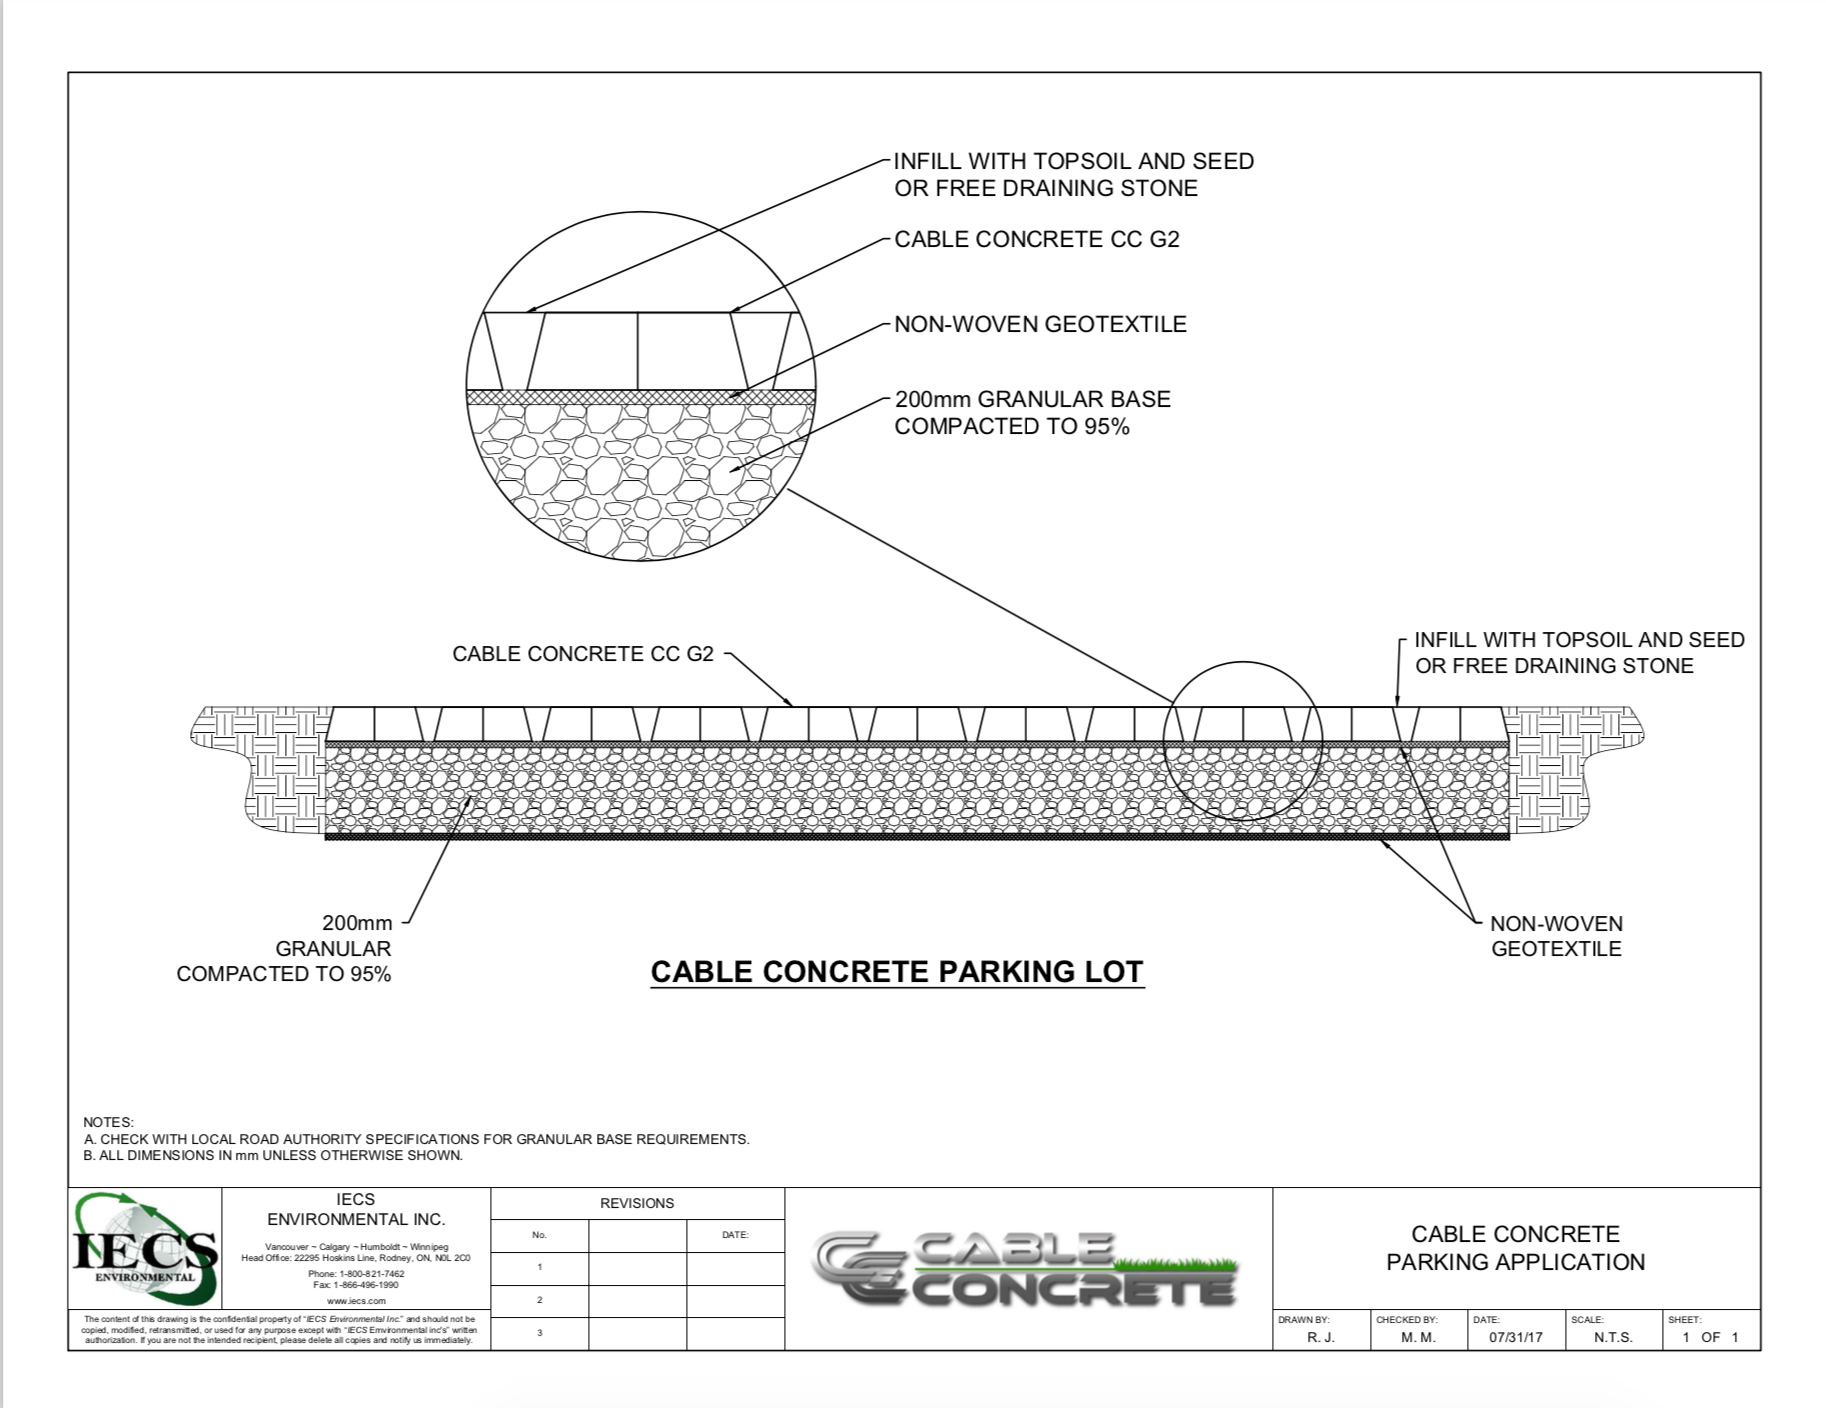 INFILL WITH TOPSOIL AND SEED
OR FREE DRAINING STONE
CABLE CONCRETE CC G2
NON-WOVEN GEOTEXTILE
200mm GRANULAR BASE
COMPACTED TO 95%
CABLE CONCRETE CC G2
INFILL WITH TOPSOIL AND SEED
OR FREE DRAINING STONE
200mm
GRANULAR
COMPACTED TO 95%
NON-WOVEN
GEOTEXTILE
CABLE CONCRETE PARKING LOT
NOTES:
A. CHECK WITH LOCAL ROAD AUTHORITY SPECIFICATIONS FOR GRANULAR BASE REQUIREMENTS.
B. ALL DIMENSIONS IN mm UNLESS OTHERWISE SHOWN.
IECS
ENVIRONMENTAL
IECS
ENVIRONMENTAL INC.
Vancouver ~ Calgary ~ Humboldt ~ Winnipeg
Head Office: 22295 Hoskins Line, Rodney, ON, N0L 2C0
Phone: 1-800-821-7462
Fax: 1-866-496-1990
www.iecs.com
The content of this drawing is the confidential property of "IECS Environmental Inc." and should not be
copied, modified, retransmitted, or used for any purpose except with "IECS Emvironmental inc's" written
authorization. If you are not the intended recipient, please delete all copies and notify us immediately.
REVISIONS
No.
DATE:
1
2
3
CABLE
CONCRETE
CABLE CONCRETE
PARKING APPLICATION
DRAWN BY:
R. J.
CHECKED BY:
M. M.
DATE:
07/31/17
SCALE:
N.T.S.
SHEET:
1 OF 1